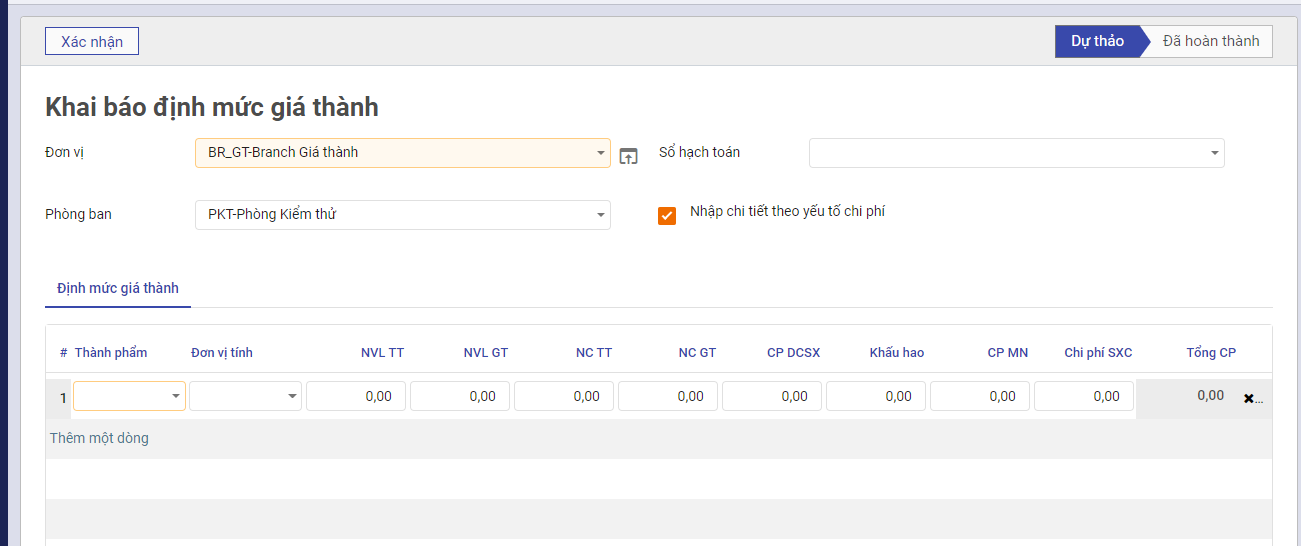 Xác nhận
Dự thảo
Đã hoàn thành
Khai báo định mức giá thành
Đơn vị
BR_GT-Branch Giá thành
Sổ hạch toán
Phòng ban
PKT-Phòng Kiểm thử
Nhập chi tiết theo yếu tố chi phí
Định mức giá thành
# Thành phẩm Đơn vị tính NVL TT NVL GT NC TT NC GT CP DCSX Khấu hao CP MN Chi phí SXC Tổng CP
1 0,00 0,00 0,00 0,00 0,00 0,00 0,00 0,00 0,00 ...
Thêm một dòng